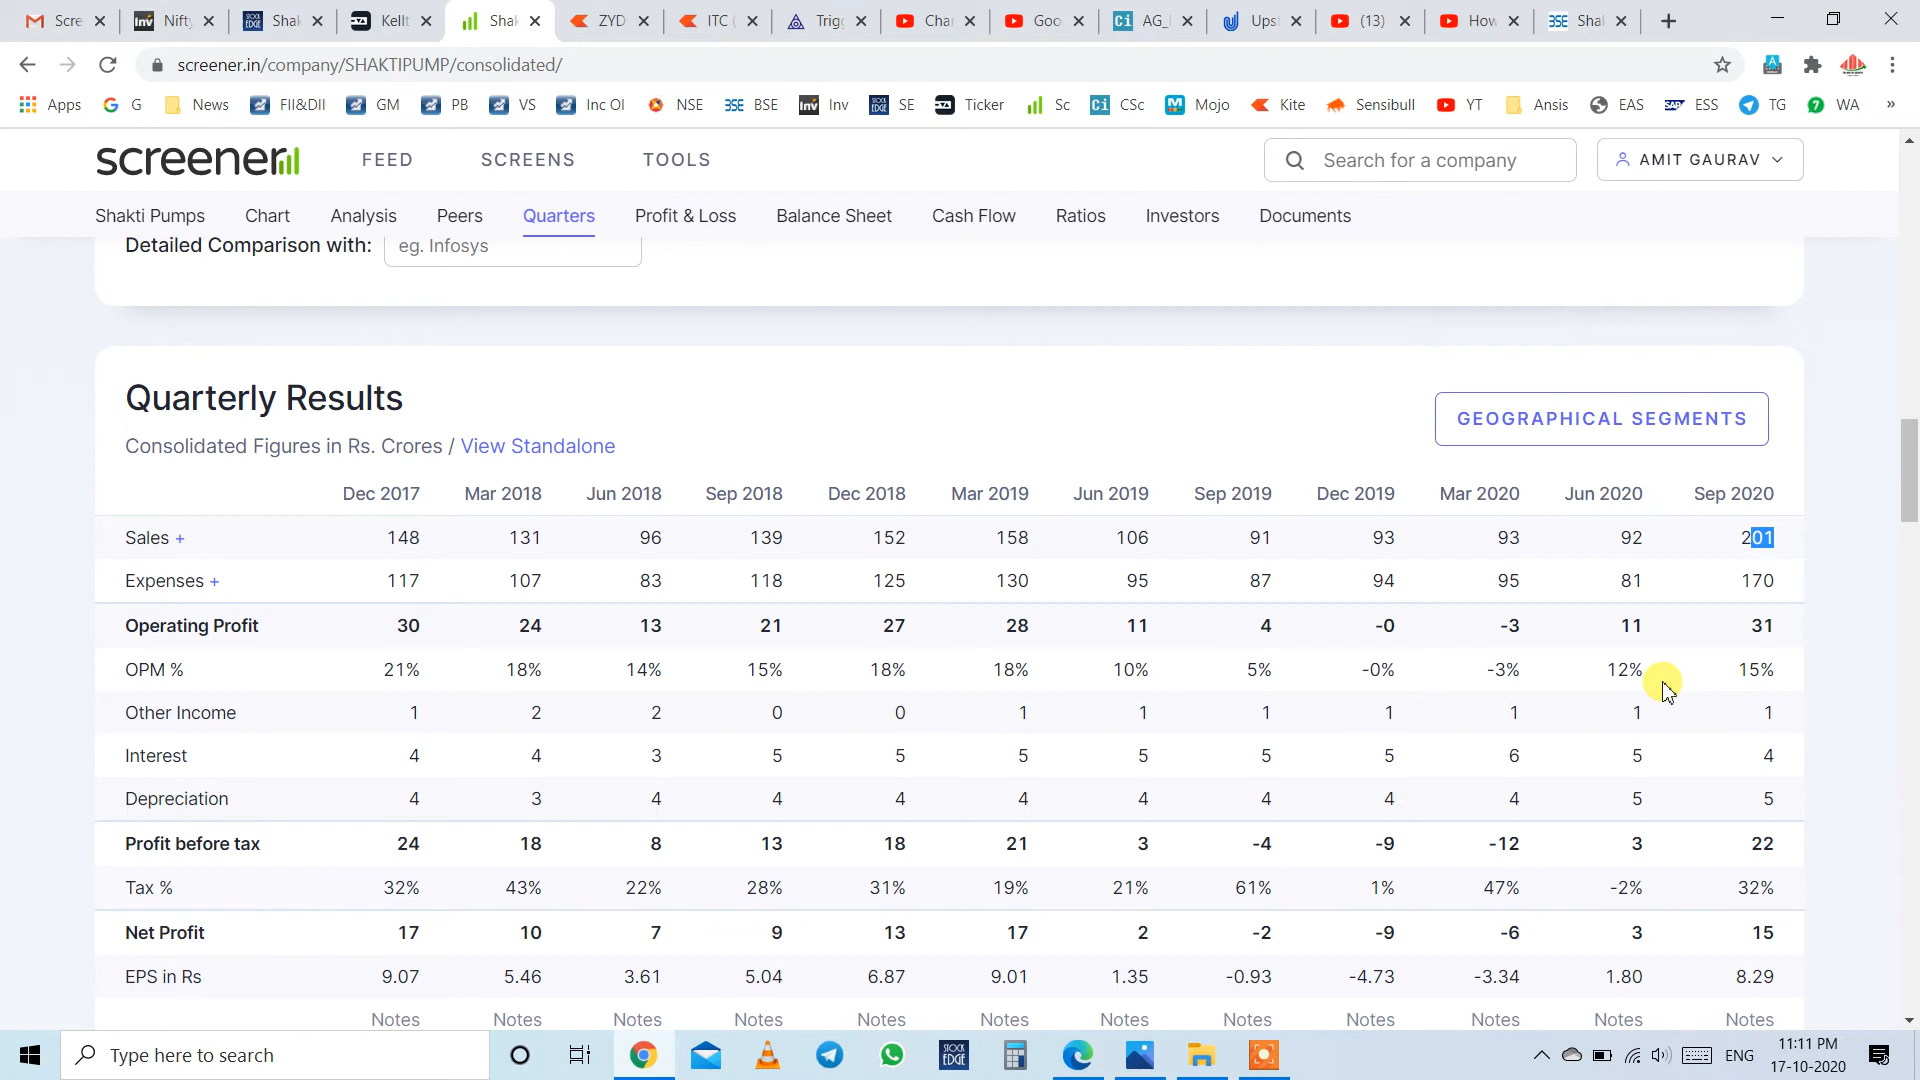 Scre
Nifty
Shak
Kellt
Shak
ZYD
ITC (
Trigg
Char
Goo
AG_
Upst
(13)
How
Shak
screener.in/company/SHAKTIPUMP/consolidated/
Apps G News FII&DII GM PB VS Inc OI NSE BSE Inv SE Ticker Sc CSc Mojo Kite Sensibull YT Ansis EAS ESS TG WA »
screener FEED SCREENS TOOLS Search for a company AMIT GAURAV
Shakti Pumps Chart Analysis Peers Quarters Profit & Loss Balance Sheet Cash Flow Ratios Investors Documents
Detailed Comparison with: eg. Infosys
Quarterly Results
GEOGRAPHICAL SEGMENTS
Consolidated Figures in Rs. Crores / View Standalone
Dec 2017 Mar 2018 Jun 2018 Sep 2018 Dec 2018 Mar 2019 Jun 2019 Sep 2019 Dec 2019 Mar 2020 Jun 2020 Sep 2020
Sales + 148 131 96 139 152 158 106 91 93 93 92 201
Expenses + 117 107 83 118 125 130 95 87 94 95 81 170
Operating Profit 30 24 13 21 27 28 11 4 -0 -3 11 31
OPM % 21% 18% 14% 15% 18% 18% 10% 5% -0% -3% 12% 15%
Other Income 1 2 2 0 0 1 1 1 1 1 1 1
Interest 4 4 3 5 5 5 5 5 5 6 5 4
Depreciation 4 3 4 4 4 4 4 4 4 4 5 5
Profit before tax 24 18 8 13 18 21 3 -4 -9 -12 3 22
Tax % 32% 43% 22% 28% 31% 19% 21% 61% 1% 47% -2% 32%
Net Profit 17 10 7 9 13 17 2 -2 -9 -6 3 15
EPS in Rs 9.07 5.46 3.61 5.04 6.87 9.01 1.35 -0.93 -4.73 -3.34 1.80 8.29
Notes Notes Notes Notes Notes Notes Notes Notes Notes Notes Notes Notes
Type here to search
STOCK EDGE
ENG
11:11 PM
17-10-2020